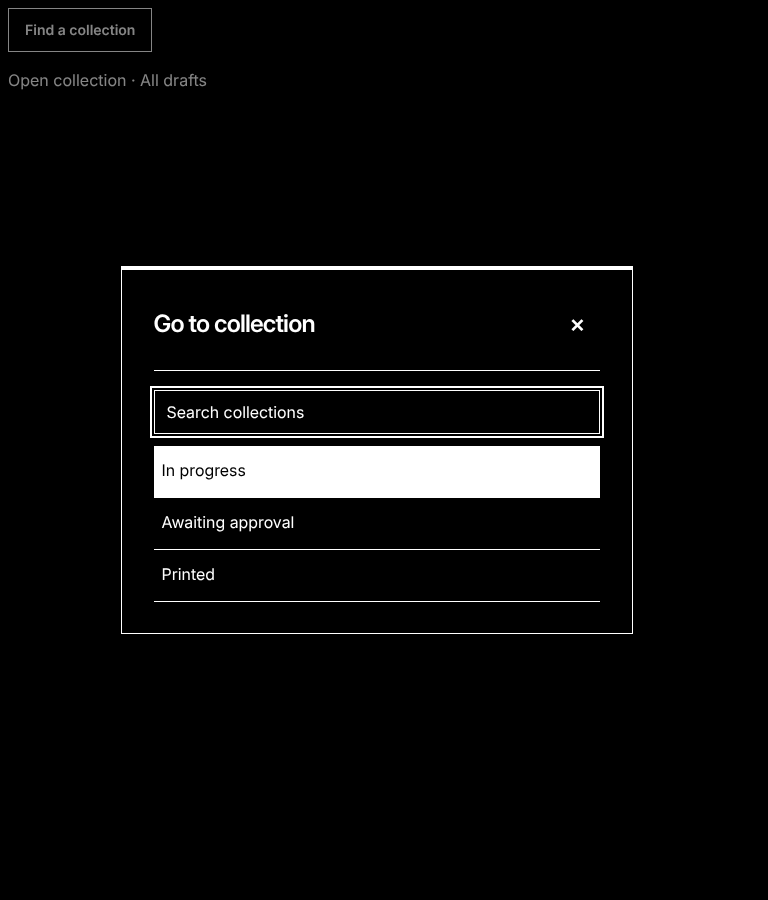 Find a collection
Open collection · All drafts
Go to collection ×
Search collections
In progress
Awaiting approval
Printed